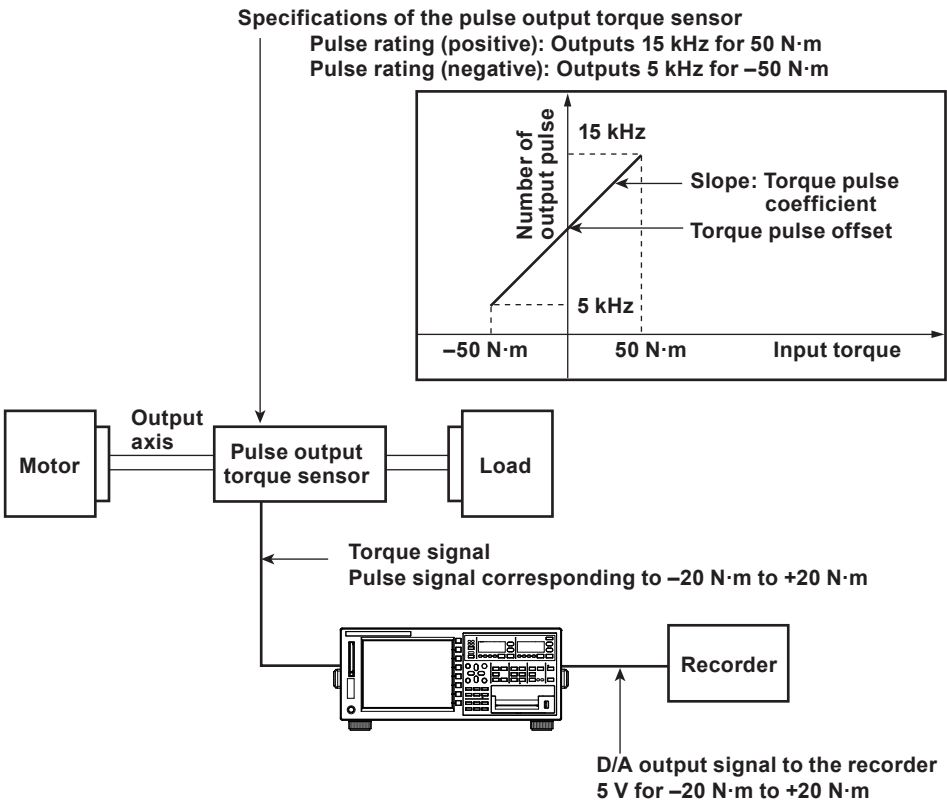 Specifications of the pulse output torque sensor
Pulse rating (positive): Outputs 15 kHz for 50 N·m
Pulse rating (negative): Outputs 5 kHz for –50 N·m
Number of
output pulse
15 kHz
Slope: Torque pulse
coefficient
Torque pulse offset
5 kHz
–50 N·m
50 N·m
Input torque
Motor
Output
axis
Pulse output
torque sensor
Load
Torque signal
Pulse signal corresponding to –20 N·m to +20 N·m
Recorder
D/A output signal to the recorder
5 V for –20 N·m to +20 N·m